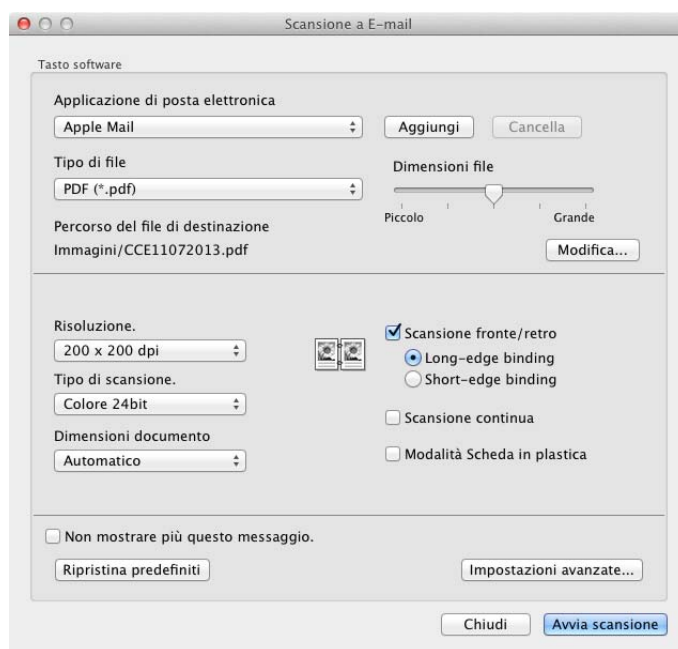 Scansione a E-mail
Tasto software
Applicazione di posta elettronica
Apple Mail
Aggiungi
Cancella
Tipo di file
PDF (*.pdf)
Dimensioni file
Piccolo
Grande
Percorso del file di destinazione
Immagini/CCE11072013.pdf
Modifica...
Risoluzione.
200 x 200 dpi
Tipo di scansione.
Colore 24bit
Dimensioni documento
Automatico
Scansione fronte/retro
Long-edge binding
Short-edge binding
Scansione continua
Modalità Scheda in plastica
Non mostrare più questo messaggio.
Ripristina predefiniti
Impostazioni avanzate...
Chiudi
Avvia scansione